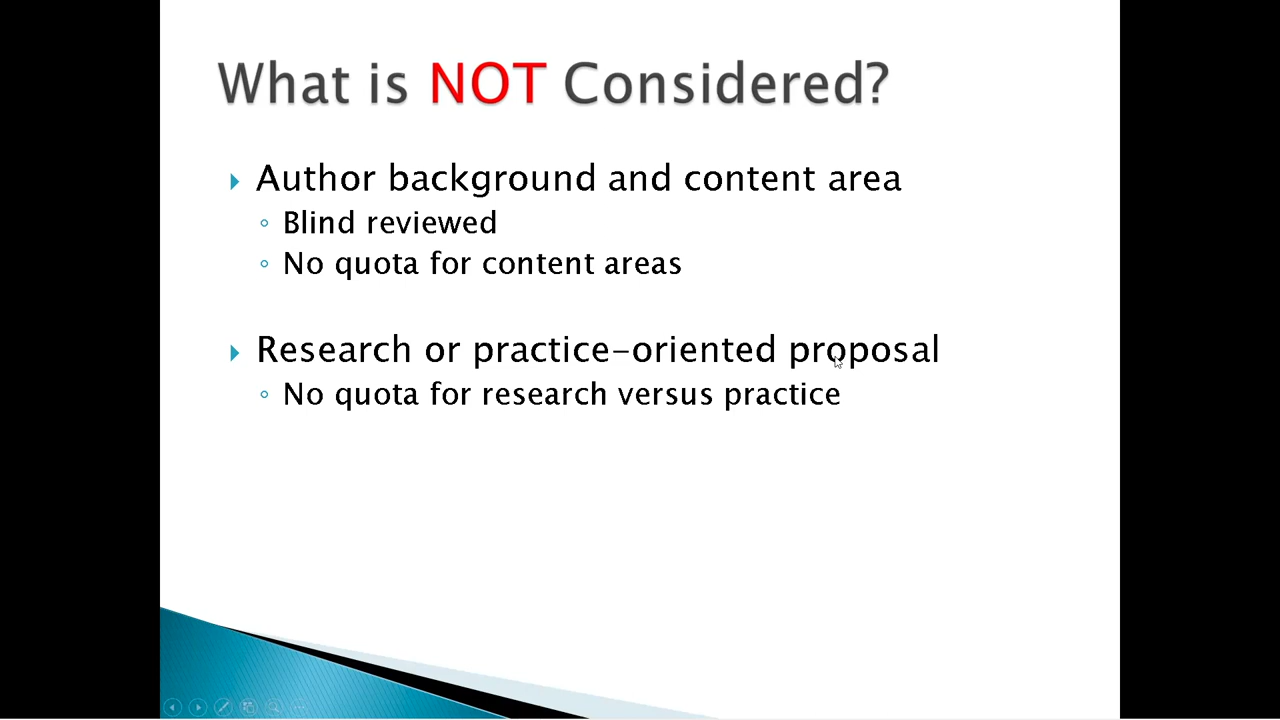 What is NOT Considered?
Author background and content area
Blind reviewed
No quota for content areas
Research or practice-oriented proposal
No quota for research versus practice